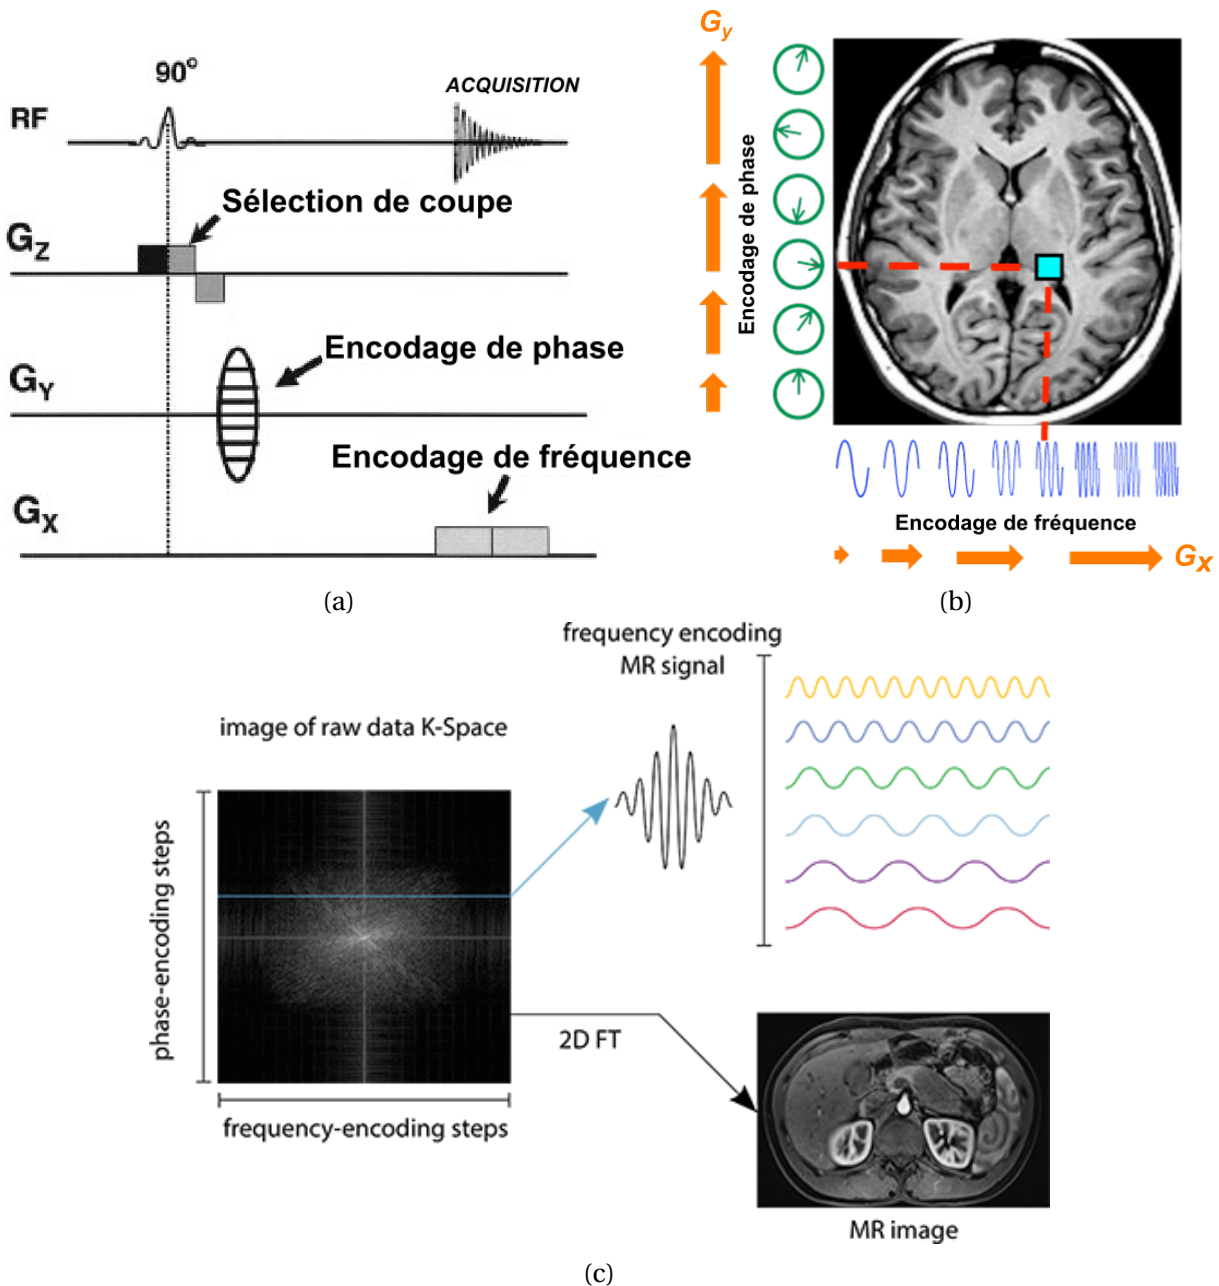 90°
ACQUISITION
RF
Sélection de coupe
GZ
Encodage de phase
GY
Encodage de fréquence
GX
(a)
Gy
Encodage de phase
Encodage de fréquence
Gx
(b)
frequency encoding
MR signal
image of raw data K-Space
phase-encoding steps
frequency-encoding steps
2D FT
MR image
(c)